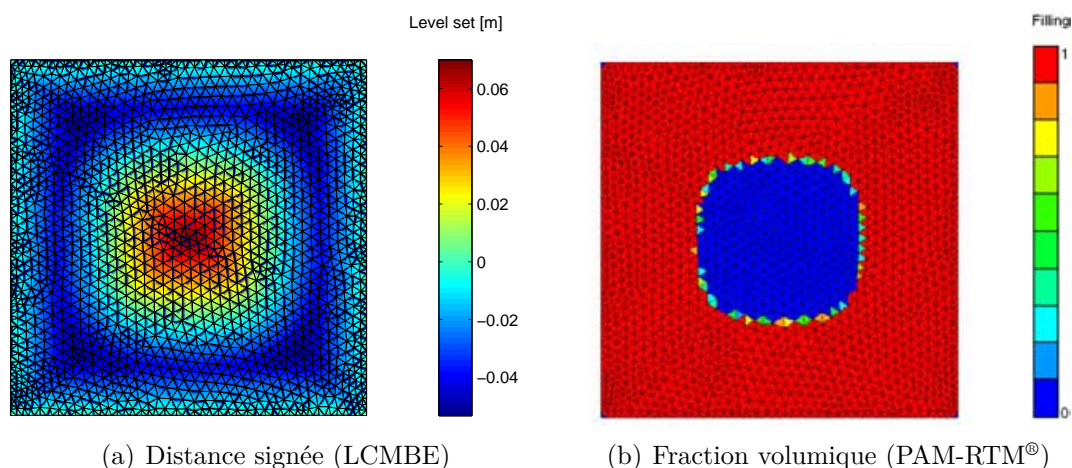 Level set [m]
0.06
0.04
0.02
0
−0.02
−0.04
Filling
1
0
(a) Distance signée (LCMBE)
(b) Fraction volumique (PAM-RTM®)